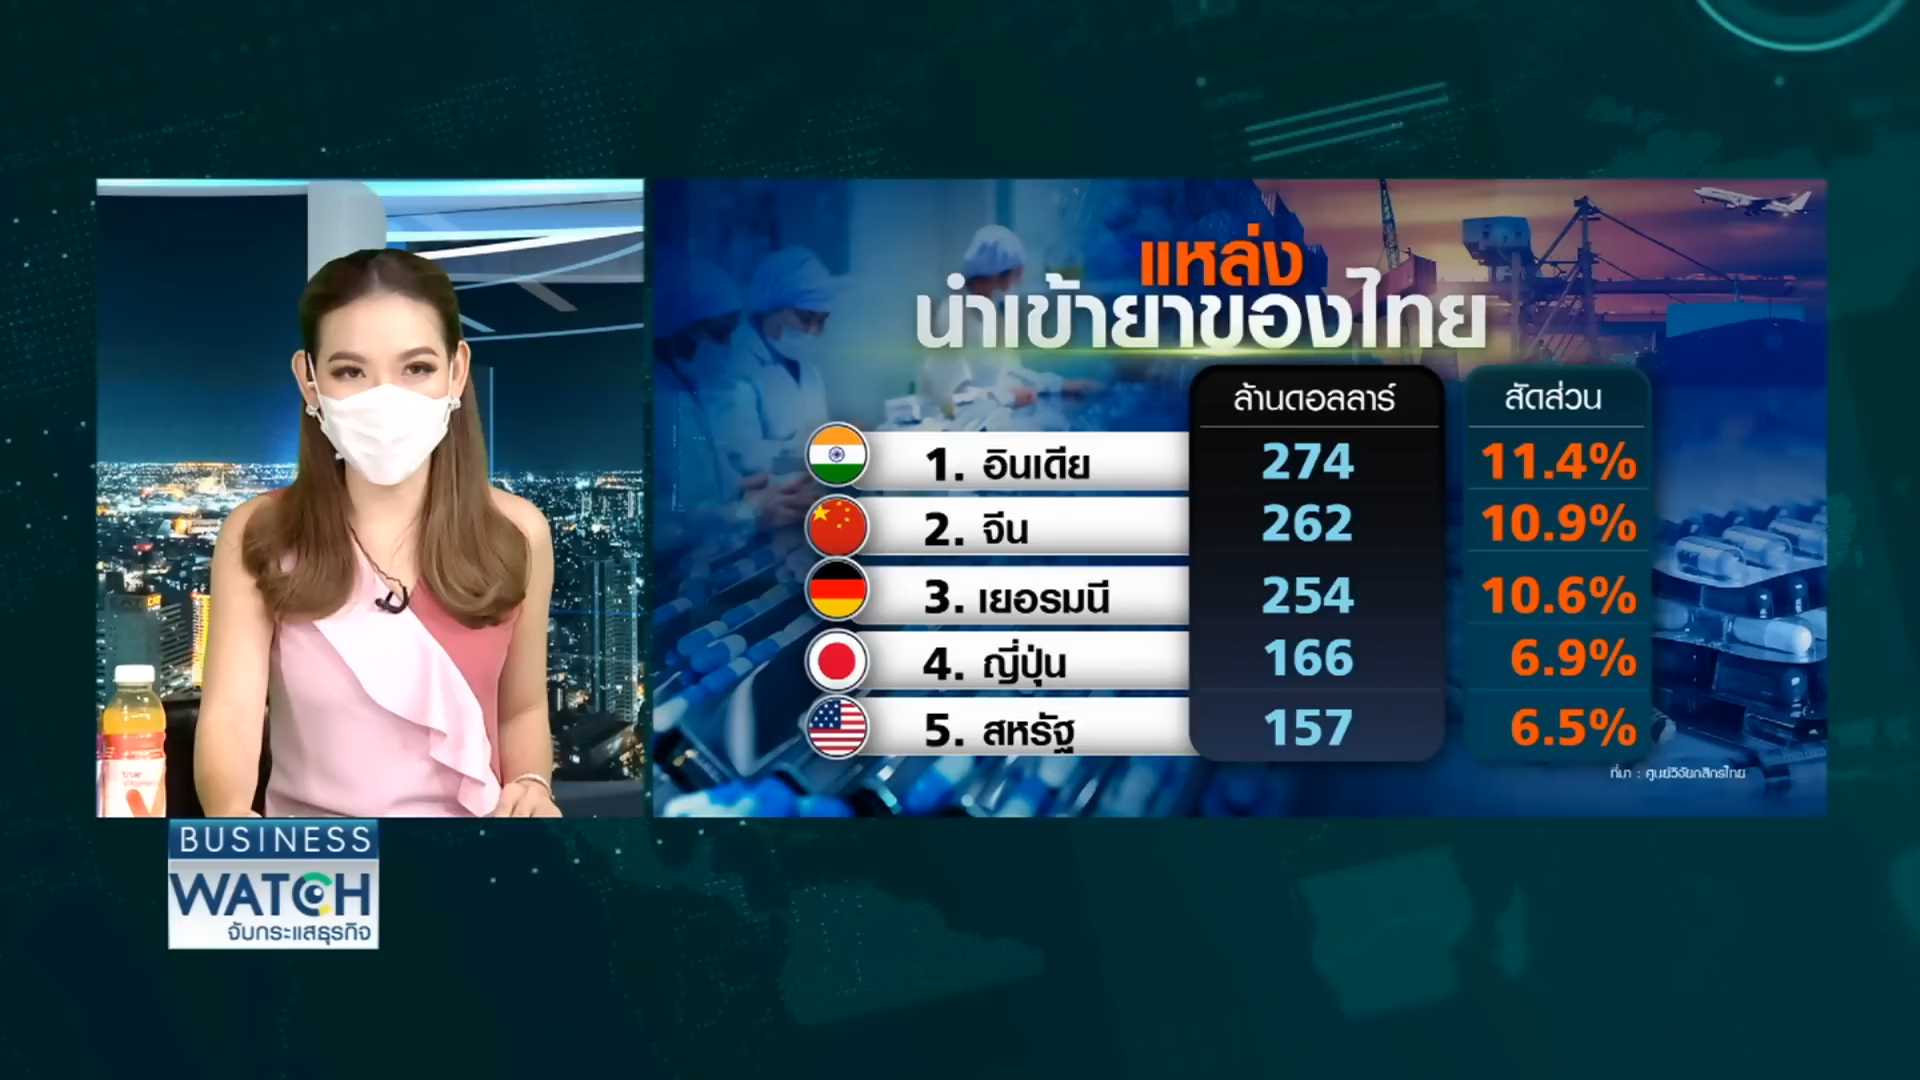 แหล่ง
นำเข้ายาของไทย
ล้านดอลลาร์ สัดส่วน
1. อินเดีย 274 11.4%
2. จีน 262 10.9%
3. เยอรมนี 254 10.6%
4. ญี่ปุ่น 166 6.9%
5. สหรัฐ 157 6.5%
ที่มา : ศูนย์วิจัยกสิกรไทย
true
BUSINESS
WATCH
จับกระแสธุรกิจ